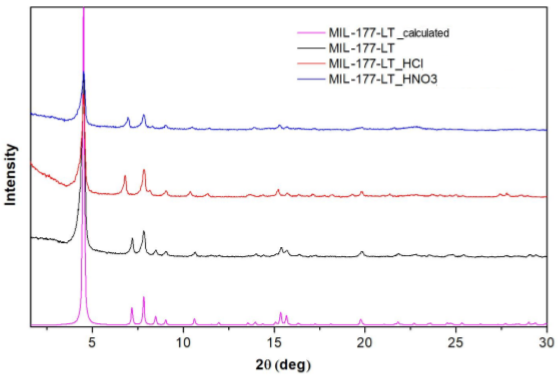 MIL-177-LT_calculated
MIL-177-LT
MIL-177-LT_HCl
MIL-177-LT_HNO3
Intensity
5 10 15 20 25 30
2θ (deg)